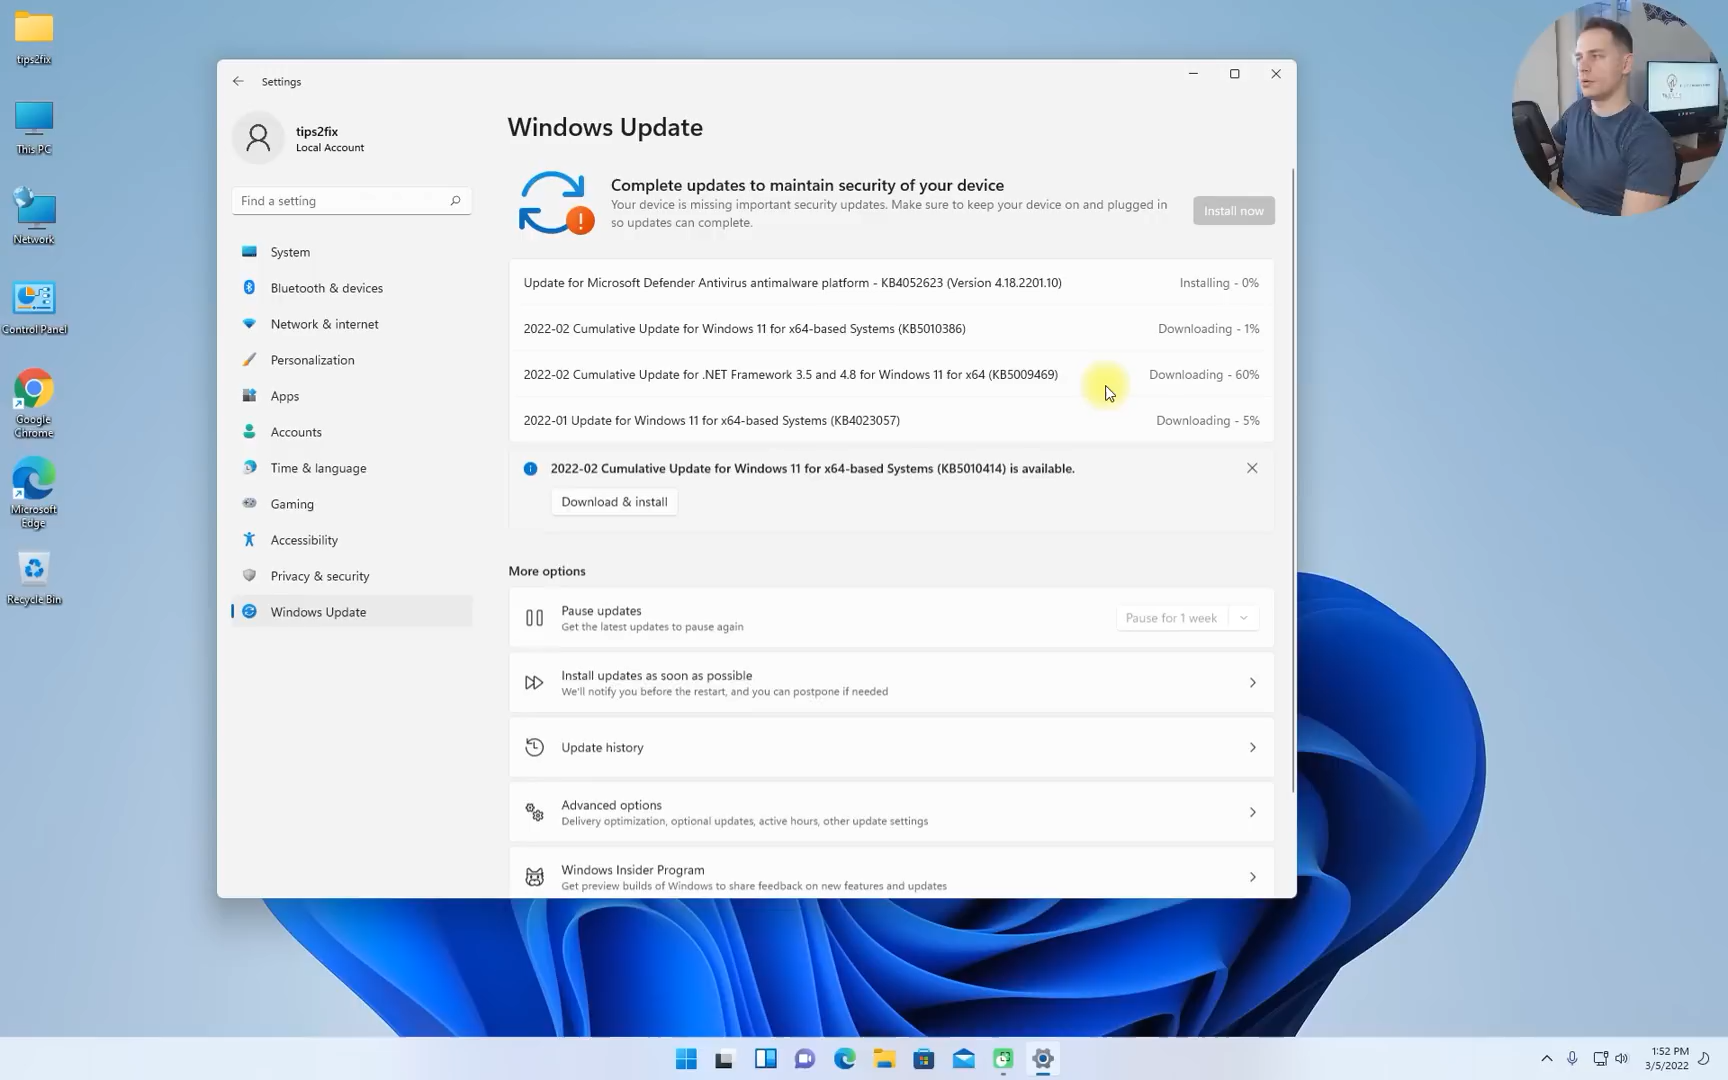 tips2fix
This PC
Network
Control Panel
Google
Chrome
Microsoft
Edge
Recycle Bin
Settings
tips2fix
Local Account
Find a setting
System
Bluetooth & devices
Network & internet
Personalization
Apps
Accounts
Time & language
Gaming
Accessibility
Privacy & security
Windows Update
Windows Update
Complete updates to maintain security of your device
Your device is missing important security updates. Make sure to keep your device on and plugged in
so updates can complete.
Install now
Update for Microsoft Defender Antivirus antimalware platform - KB4052623 (Version 4.18.2201.10) Installing - 0%
2022-02 Cumulative Update for Windows 11 for x64-based Systems (KB5010386) Downloading - 1%
2022-02 Cumulative Update for .NET Framework 3.5 and 4.8 for Windows 11 for x64 (KB5009469) Downloading - 60%
2022-01 Update for Windows 11 for x64-based Systems (KB4023057) Downloading - 5%
2022-02 Cumulative Update for Windows 11 for x64-based Systems (KB5010414) is available.
Download & install
More options
Pause updates
Get the latest updates to pause again
Pause for 1 week
Install updates as soon as possible
We'll notify you before the restart, and you can postpone if needed
Update history
Advanced options
Delivery optimization, optional updates, active hours, other update settings
Windows Insider Program
Get preview builds of Windows to share feedback on new features and updates
1:52 PM
3/5/2022